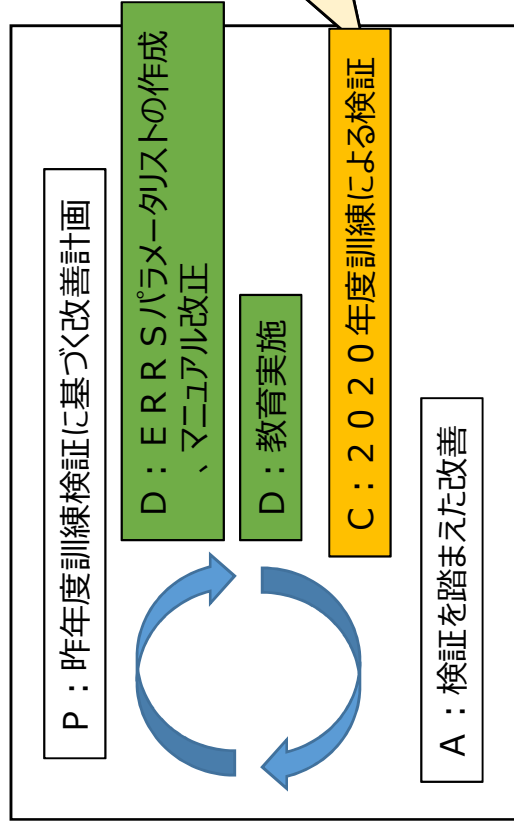 P：昨年度訓練検証に基づく改善計画
D：ＥＲＲＳパラメータリストの作成
、マニュアル改正
D：教育実施
C：２０２０年度訓練による検証
A：検証を踏まえた改善